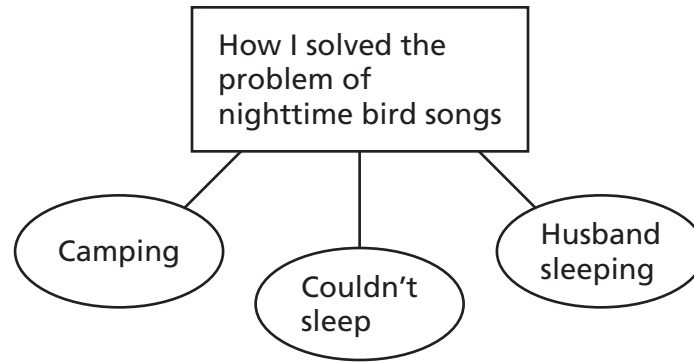 How I solved the
problem of
nighttime bird songs
Camping
Couldn't
sleep
Husband
sleeping